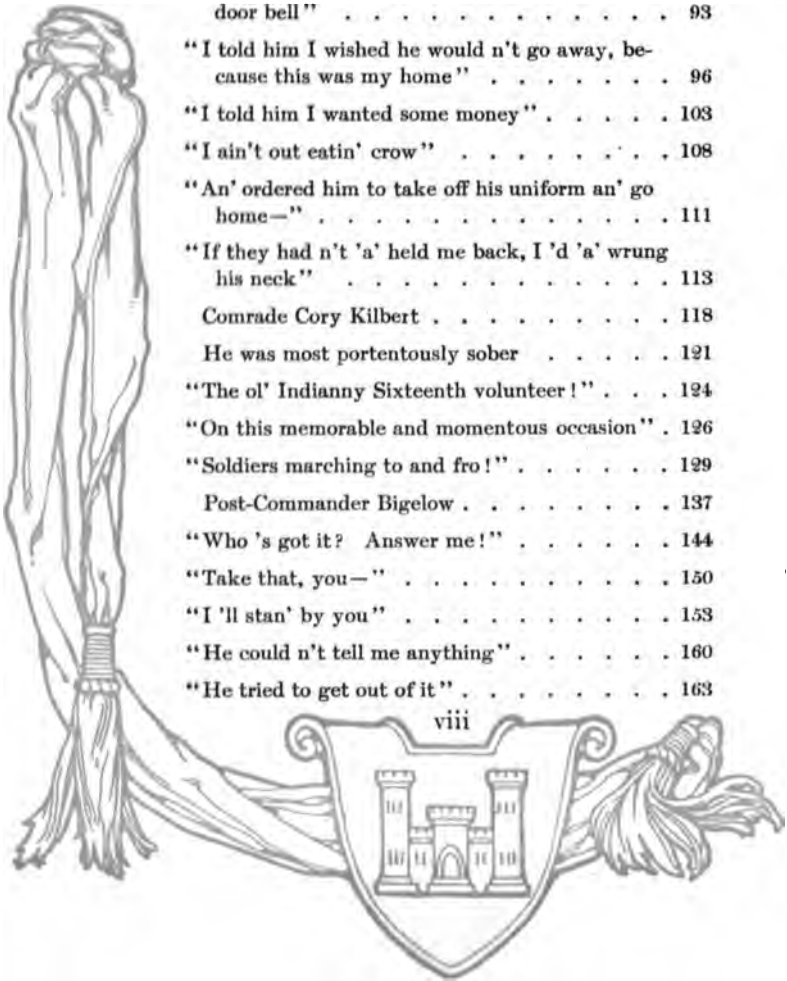 door bell" . . . . . . . . . . . . . 93
"I told him I wished he would n't go away, be-
cause this was my home" . . . . . . . 96
"I told him I wanted some money" . . . . . 103
"I ain't out eatin' crow" . . . . . . . . 108
"An' ordered him to take off his uniform an' go
home—" . . . . . . . . . . . . . 111
"If they had n't 'a' held me back, I 'd 'a' wrung
his neck" . . . . . . . . . . . . 113
Comrade Cory Kilbert . . . . . . . . . 118
He was most portentously sober . . . . . 121
"The ol' Indianny Sixteenth volunteer!" . . . 124
"On this memorable and momentous occasion" . 126
"Soldiers marching to and fro!" . . . . . . 129
Post-Commander Bigelow . . . . . . . . 137
"Who 's got it? Answer me!" . . . . . . 144
"Take that, you—" . . . . . . . . . . 150
"I 'll stan' by you" . . . . . . . . . . 153
"He could n't tell me anything" . . . . . . 160
"He tried to get out of it" . . . . . . . . 163
viii